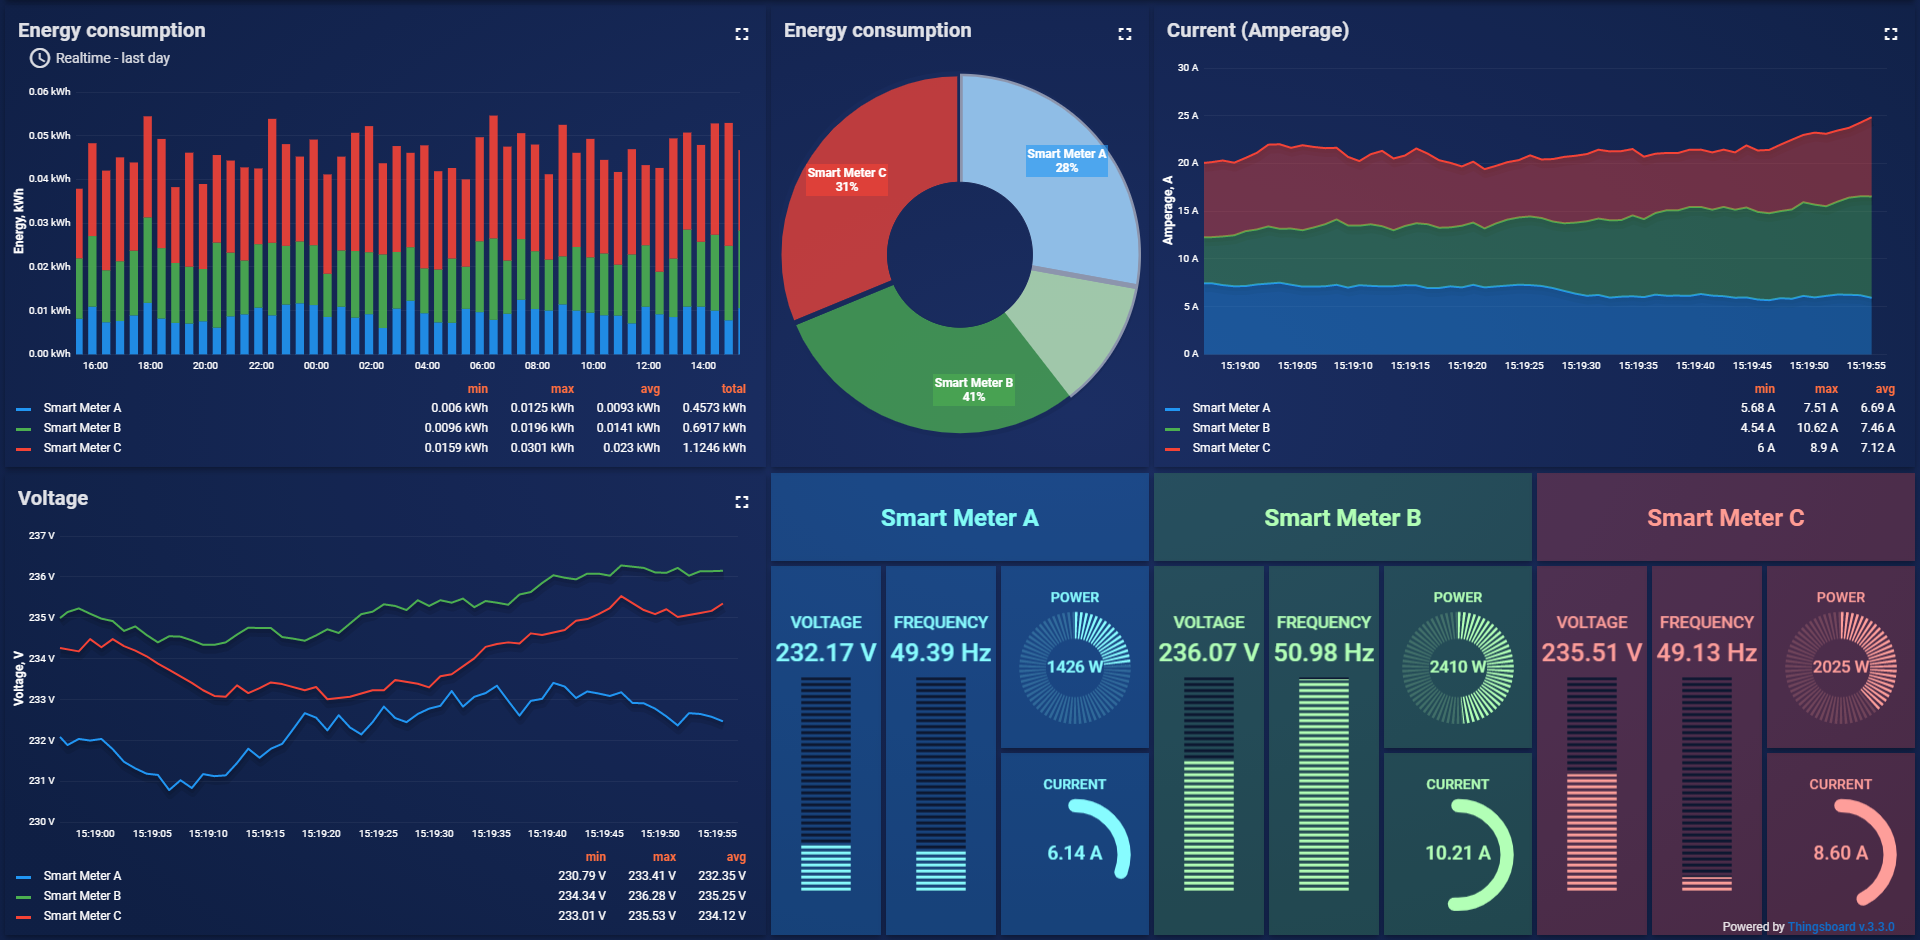 Energy consumption
Realtime - last day
0.06 kWh
0.05 kWh
0.04 kWh
0.03 kWh
0.02 kWh
0.01 kWh
0.00 kWh
Energy, kWh
16:00 18:00 20:00 22:00 00:00 02:00 04:00 06:00 08:00 10:00 12:00 14:00
min max avg total
Smart Meter A 0.006 kWh 0.0125 kWh 0.0093 kWh 0.4573 kWh
Smart Meter B 0.0096 kWh 0.0196 kWh 0.0141 kWh 0.6917 kWh
Smart Meter C 0.0159 kWh 0.0301 kWh 0.023 kWh 1.1246 kWh
Energy consumption
Smart Meter A
28%
Smart Meter C
31%
Smart Meter B
41%
Current (Amperage)
30 A
25 A
20 A
15 A
10 A
5 A
0 A
Amperage, A
15:19:00 15:19:05 15:19:10 15:19:15 15:19:20 15:19:25 15:19:30 15:19:35 15:19:40 15:19:45 15:19:50 15:19:55
min max avg
Smart Meter A 5.68 A 7.51 A 6.69 A
Smart Meter B 4.54 A 10.62 A 7.46 A
Smart Meter C 6 A 8.9 A 7.12 A
Voltage
237 V
236 V
235 V
234 V
233 V
232 V
231 V
230 V
Voltage, V
15:19:00 15:19:05 15:19:10 15:19:15 15:19:20 15:19:25 15:19:30 15:19:35 15:19:40 15:19:45 15:19:50 15:19:55
min max avg
Smart Meter A 230.79 V 233.41 V 232.35 V
Smart Meter B 234.34 V 236.28 V 235.25 V
Smart Meter C 233.01 V 235.53 V 234.12 V
Smart Meter A
VOLTAGE
232.17 V
FREQUENCY
49.39 Hz
POWER
1426 W
CURRENT
6.14 A
Smart Meter B
VOLTAGE
236.07 V
FREQUENCY
50.98 Hz
POWER
2410 W
CURRENT
10.21 A
Smart Meter C
VOLTAGE
235.51 V
FREQUENCY
49.13 Hz
POWER
2025 W
CURRENT
8.60 A
Powered by Thingsboard v.3.3.0